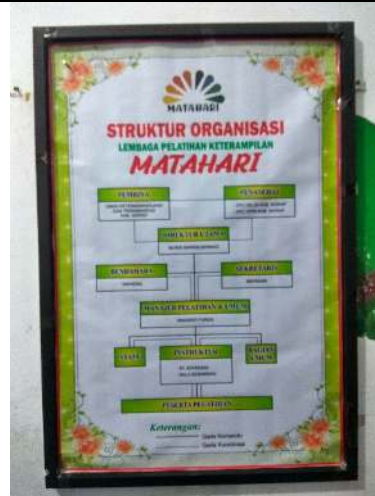 MATAHARI
STRUKTUR ORGANISASI
LEMBAGA PELATIHAN KETERAMPILAN
MATAHARI
PEMBINA
PENASEHAT
DIREKTUR UTAMA
BENDAHARA
SEKRETARIS
MANAJER PELATIHAN & UMUM
STAFF
INSTRUKTUR
BAGIAN
UMUM
PESERTA PELATIHAN
Keterangan:
Garis Komando
Garis Koordinasi